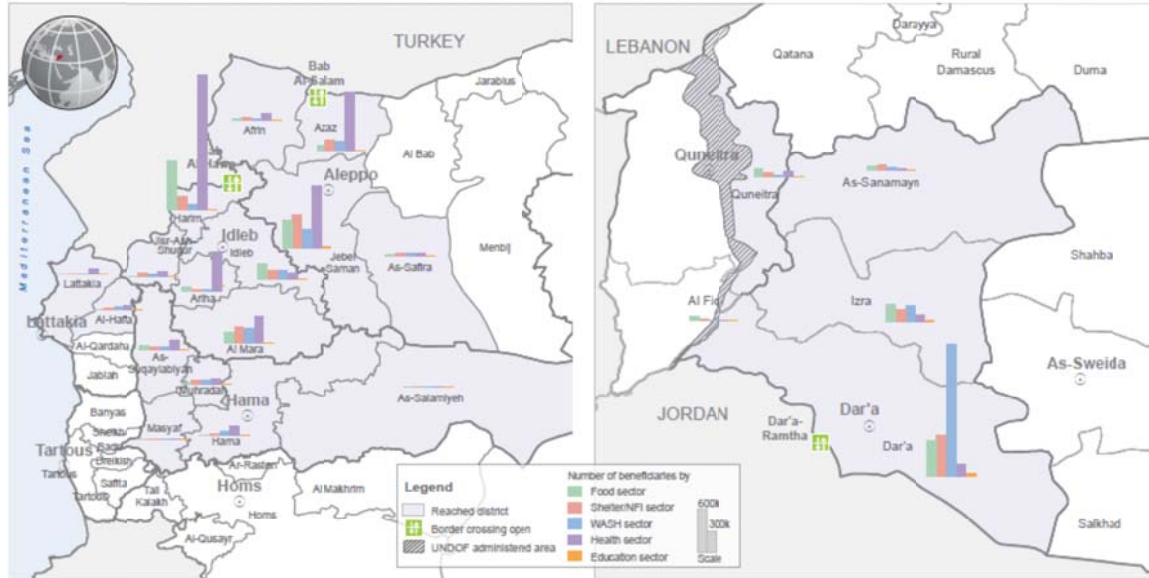 TURKEY
Bab
Al-Salam
Jarablus
Afrin
Azaz
Al Bab
Aleppo
Harim
Jisr-Ash-
Shugur
Idleb
Idleb
Jebel
Saman
Menbij
As-Safira
Mediterranean Sea
Lattakia
Ariha
Al-Haffa
Lattakia
Al Mara
Al-Qardaha
As-
Suqaylabiyah
Jablah
Muhradah
As-Salamiyeh
Banyas
Hama
Masyaf
Hama
Tartous
Tartous
Dreikish
Safita
Tall
Kalakh
Ar-Rastan
Homs
Homs
Al Makhrim
Al-Qusayr
LEBANON
Darayya
Qatana
Rural
Damascus
Duma
Quneitra
Quneitra
As-Sanamayn
Shahba
Al Fiq
Izra
As-Sweida
JORDAN
Dar'a-
Ramtha
Dar'a
Dar'a
Salkhad
Legend
Reached district
Border crossing open
UNDOF administered area
Number of beneficiaries by
Food sector
Shelter/NFI sector
WASH sector
Health sector
Education sector
600k
300k
Scale